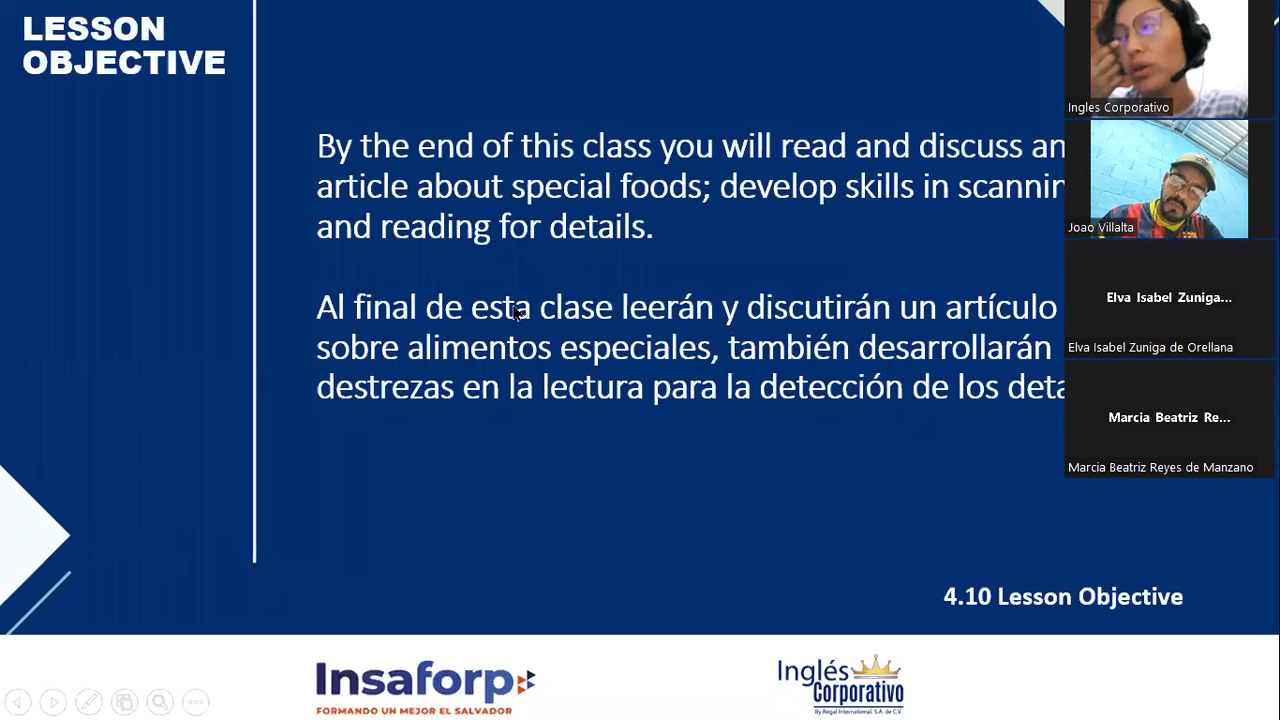 LESSON
OBJECTIVE
By the end of this class you will read and discuss an
article about special foods; develop skills in scannin
and reading for details.
Al final de esta clase leerán y discutirán un artículo
sobre alimentos especiales, también desarrollarán
destrezas en la lectura para la detección de los deta
4.10 Lesson Objective
Insaforp
FORMANDO UN MEJOR EL SALVADOR
Inglés
Corporativo
By Regal International, S.A. de C.V.
Ingles Corporativo
Joao Villalta
Elva Isabel Zuniga...
Elva Isabel Zuniga de Orellana
Marcia Beatriz Re...
Marcia Beatriz Reyes de Manzano